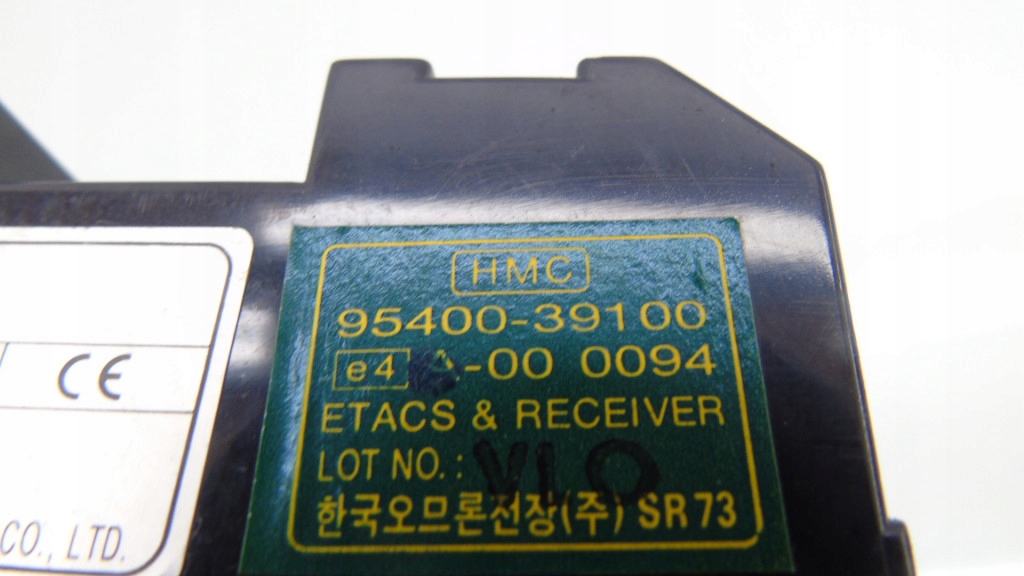 HMC
95400-39100
e4 -00 0094
ETACS & RECEIVER
LOT NO.: V10
한국오므론전장(주) SR73
CE
CO., LTD.